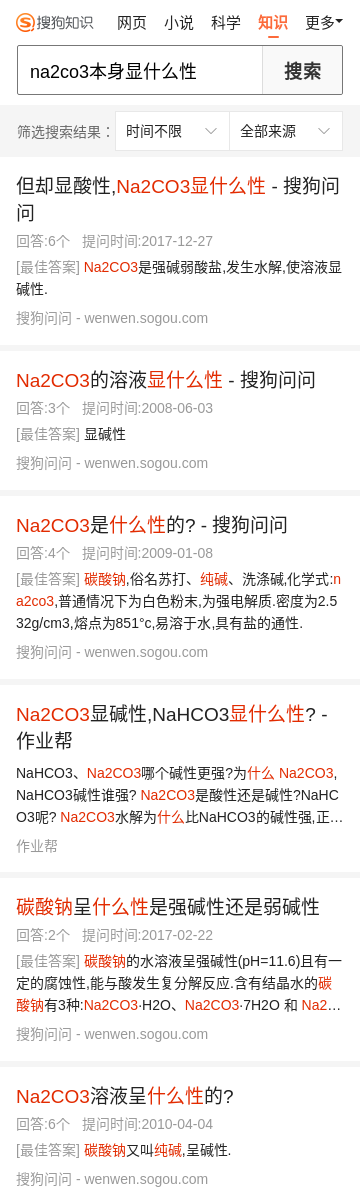 搜狗知识 网页 小说 科学 知识 更多
na2co3本身显什么性 搜索
筛选搜索结果： 时间不限 全部来源
但却显酸性,Na2CO3显什么性 - 搜狗问
问
回答:6个 提问时间:2017-12-27
[最佳答案] Na2CO3是强碱弱酸盐,发生水解,使溶液显
碱性.
搜狗问问 - wenwen.sogou.com
Na2CO3的溶液显什么性 - 搜狗问问
回答:3个 提问时间:2008-06-03
[最佳答案] 显碱性
搜狗问问 - wenwen.sogou.com
Na2CO3是什么性的? - 搜狗问问
回答:4个 提问时间:2009-01-08
[最佳答案] 碳酸钠,俗名苏打、纯碱、洗涤碱,化学式:n
a2co3,普通情况下为白色粉末,为强电解质.密度为2.5
32g/cm3,熔点为851°c,易溶于水,具有盐的通性.
搜狗问问 - wenwen.sogou.com
Na2CO3显碱性,NaHCO3显什么性? -
作业帮
NaHCO3、Na2CO3哪个碱性更强?为什么 Na2CO3,
NaHCO3碱性谁强? Na2CO3是酸性还是碱性?NaHC
O3呢? Na2CO3水解为什么比NaHCO3的碱性强,正…
作业帮
碳酸钠呈什么性是强碱性还是弱碱性
回答:2个 提问时间:2017-02-22
[最佳答案] 碳酸钠的水溶液呈强碱性(pH=11.6)且有一
定的腐蚀性,能与酸发生复分解反应.含有结晶水的碳
酸钠有3种:Na2CO3·H2O、Na2CO3·7H2O 和 Na2…
搜狗问问 - wenwen.sogou.com
Na2CO3溶液呈什么性的?
回答:6个 提问时间:2010-04-04
[最佳答案] 碳酸钠又叫纯碱,呈碱性.
搜狗问问 - wenwen.sogou.com